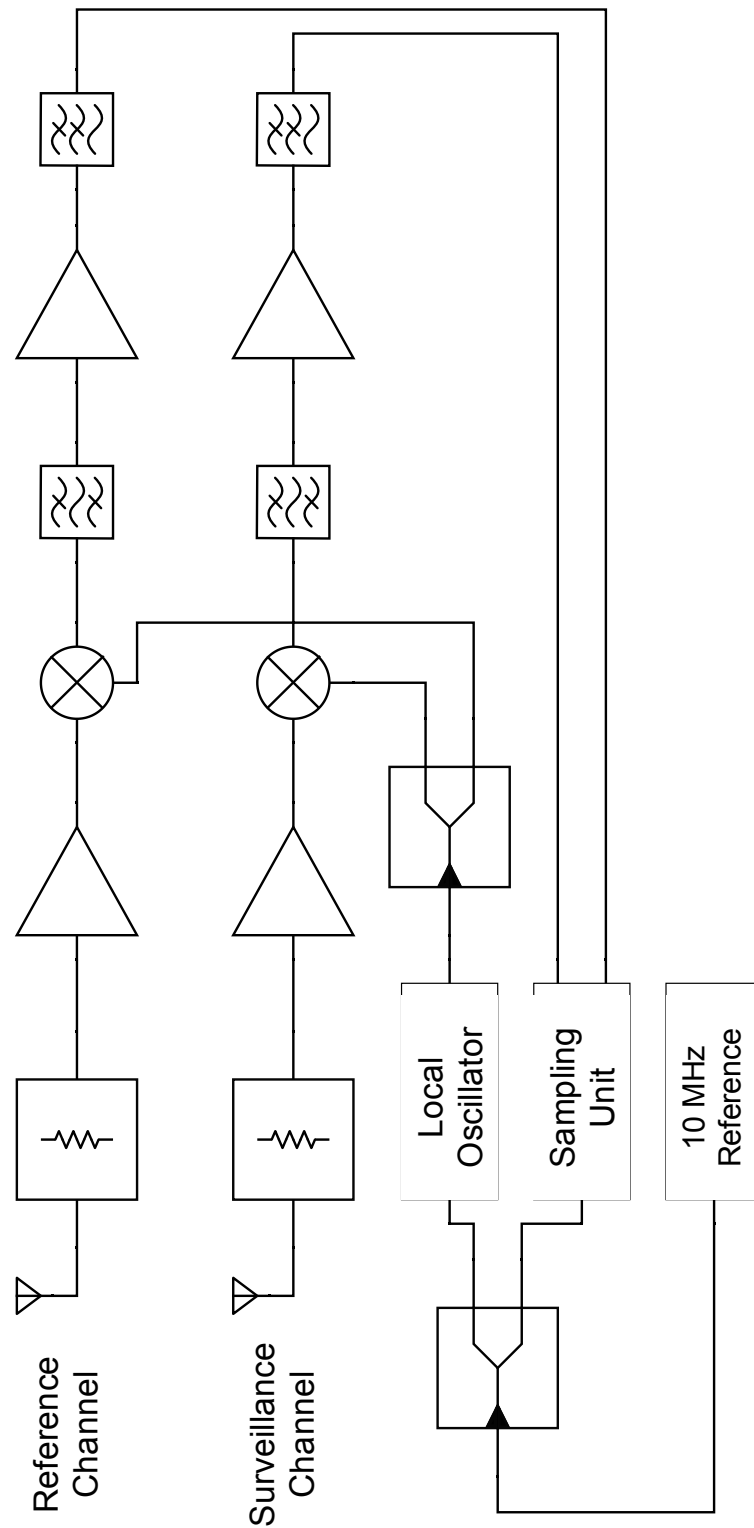 Reference
Channel
Surveillance
Channel
Local
Oscillator
Sampling
Unit
10 MHz
Reference